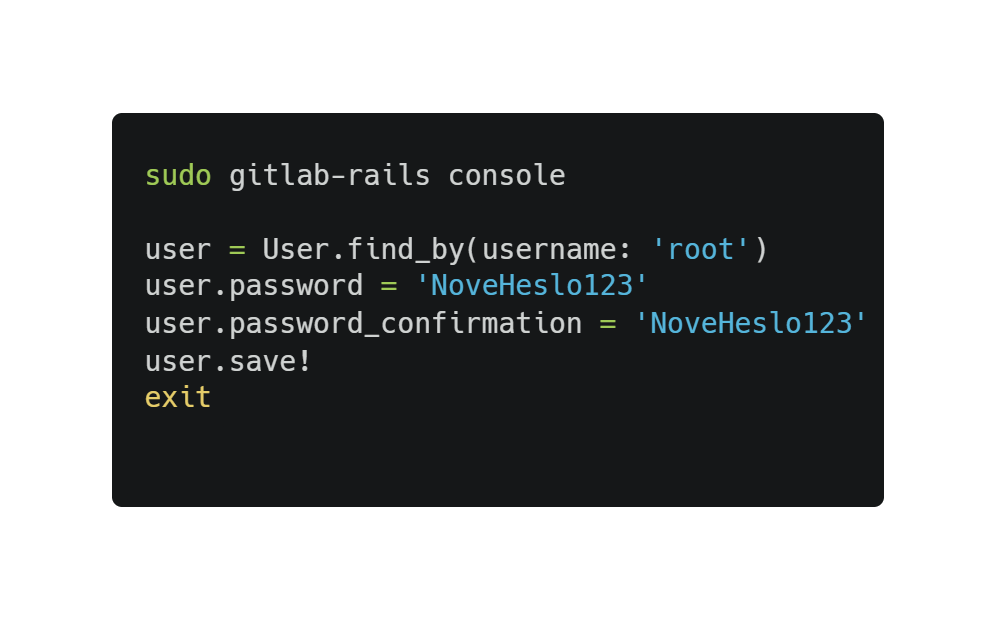 sudo gitlab-rails console
user = User.find_by(username: 'root')
user.password = 'NoveHeslo123'
user.password_confirmation = 'NoveHeslo123'
user.save!
exit